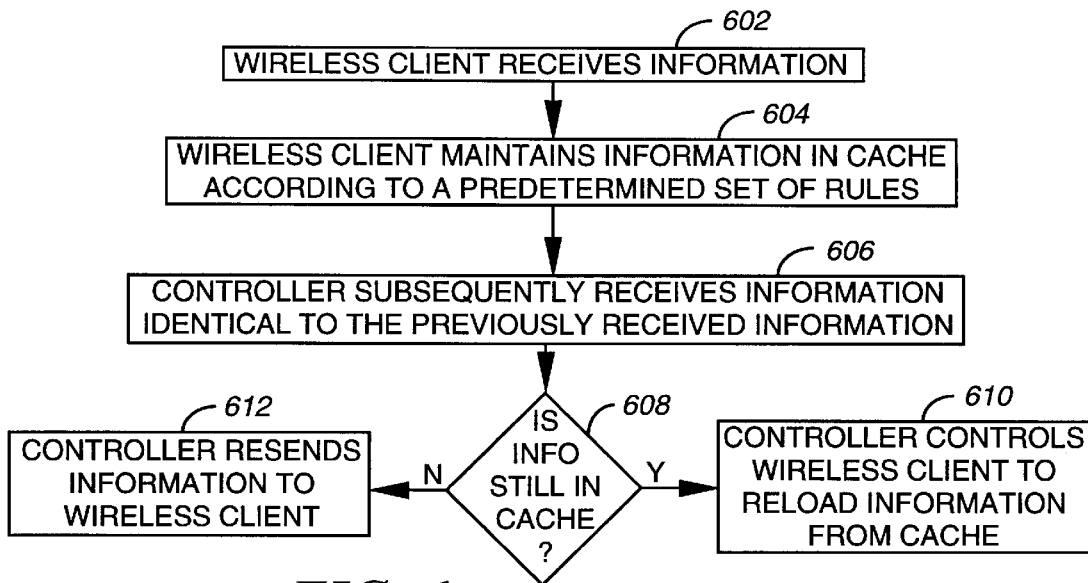 602
WIRELESS CLIENT RECEIVES INFORMATION
604
WIRELESS CLIENT MAINTAINS INFORMATION IN CACHE
ACCORDING TO A PREDETERMINED SET OF RULES
606
CONTROLLER SUBSEQUENTLY RECEIVES INFORMATION
IDENTICAL TO THE PREVIOUSLY RECEIVED INFORMATION
612
CONTROLLER RESENDS
INFORMATION TO
WIRELESS CLIENT
N
608
IS
INFO
STILL IN
CACHE
?
Y
610
CONTROLLER CONTROLS
WIRELESS CLIENT TO
RELOAD INFORMATION
FROM CACHE